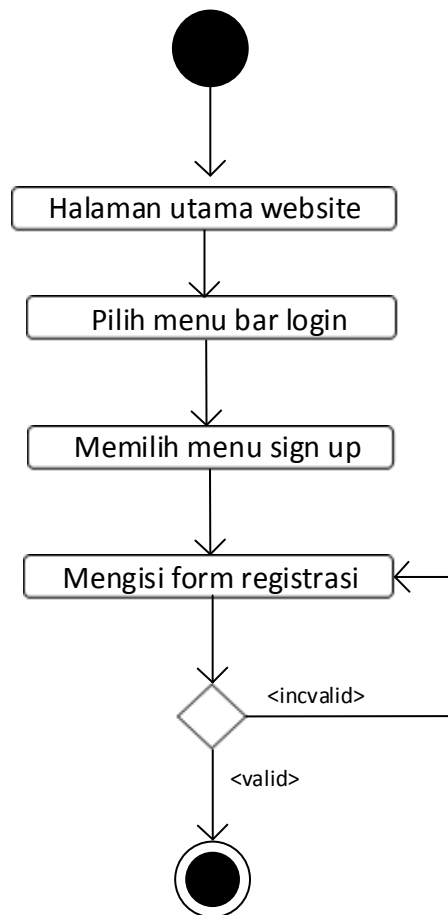 Halaman utama website
Pilih menu bar login
Memilih menu sign up
Mengisi form registrasi
<incvalid>
<valid>